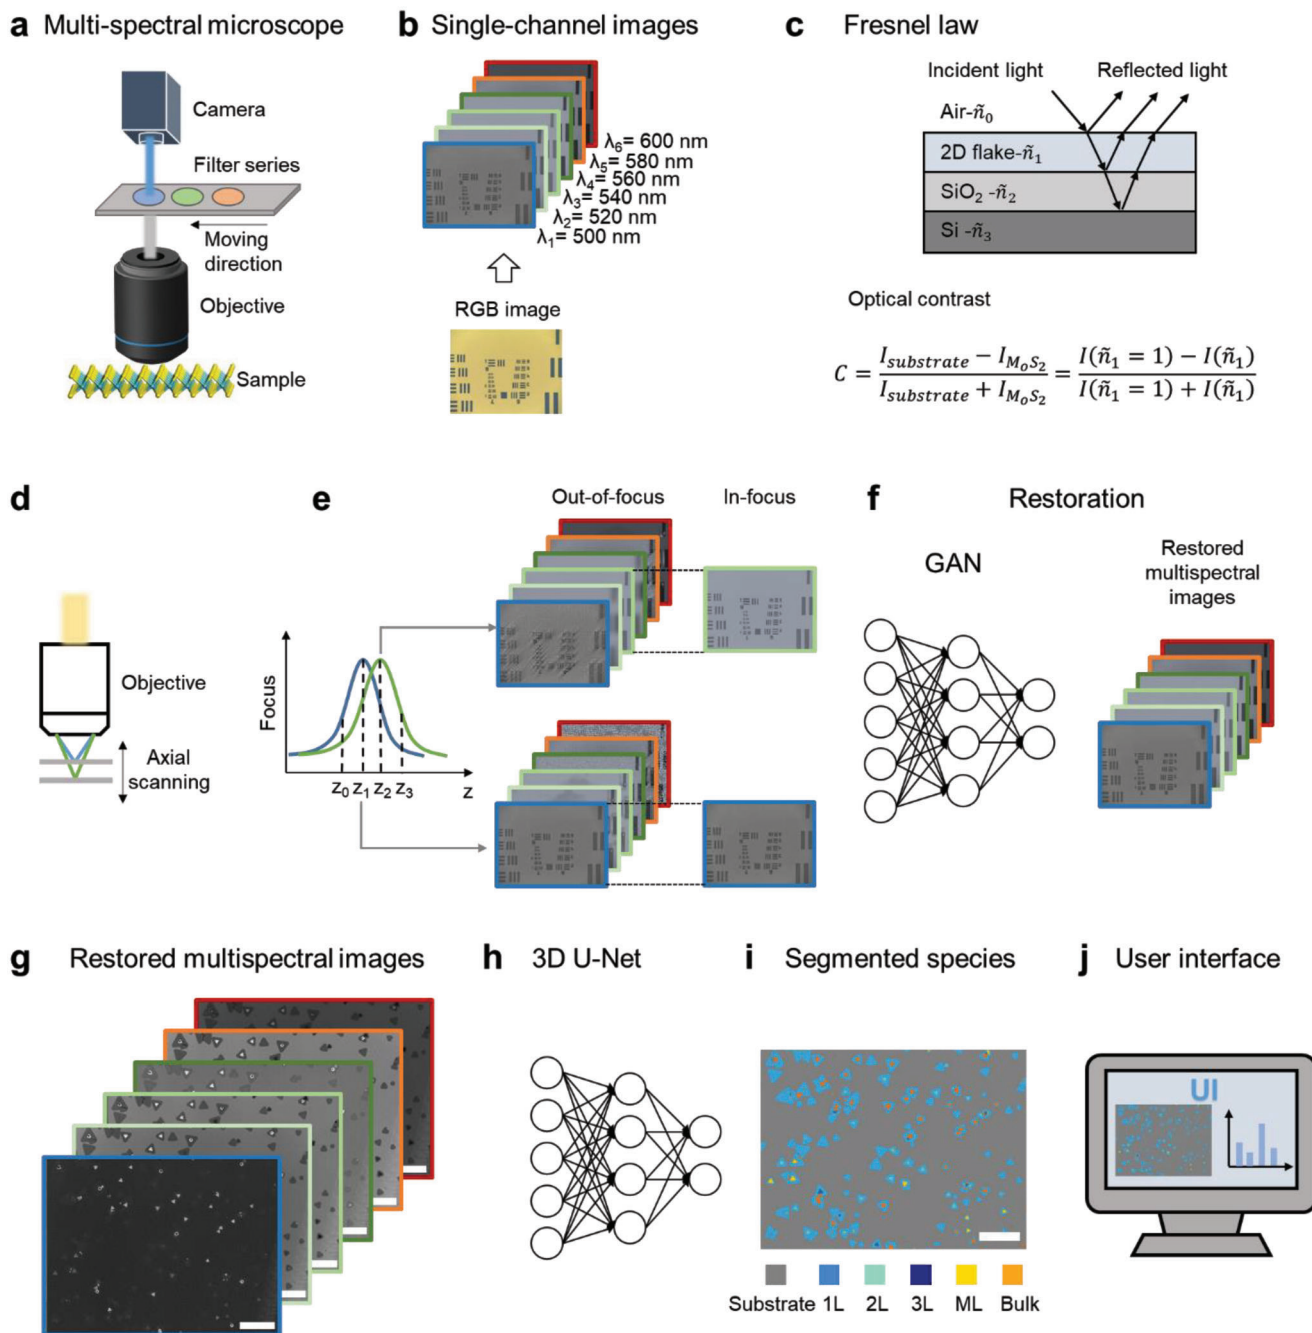 a Multi-spectral microscope
Camera
Filter series
Moving
direction
Objective
Sample
b Single-channel images
λ₆= 600 nm
λ₅= 580 nm
λ₄= 560 nm
λ₃= 540 nm
λ₂= 520 nm
λ₁= 500 nm
RGB image
c Fresnel law
Incident light Reflected light
Air-ñ₀
2D flake-ñ₁
SiO₂ -ñ₂
Si -ñ₃
Optical contrast
C = (I_substrate − I_MoS₂)/(I_substrate + I_MoS₂) = (I(ñ₁ = 1) − I(ñ₁))/(I(ñ₁ = 1) + I(ñ₁))
d
Objective
Axial
scanning
e
Out-of-focus In-focus
Focus
z₀ z₁ z₂ z₃ z
f Restoration
GAN
Restored
multispectral
images
g Restored multispectral images
h 3D U-Net
i Segmented species
Substrate 1L 2L 3L ML Bulk
j User interface
UI